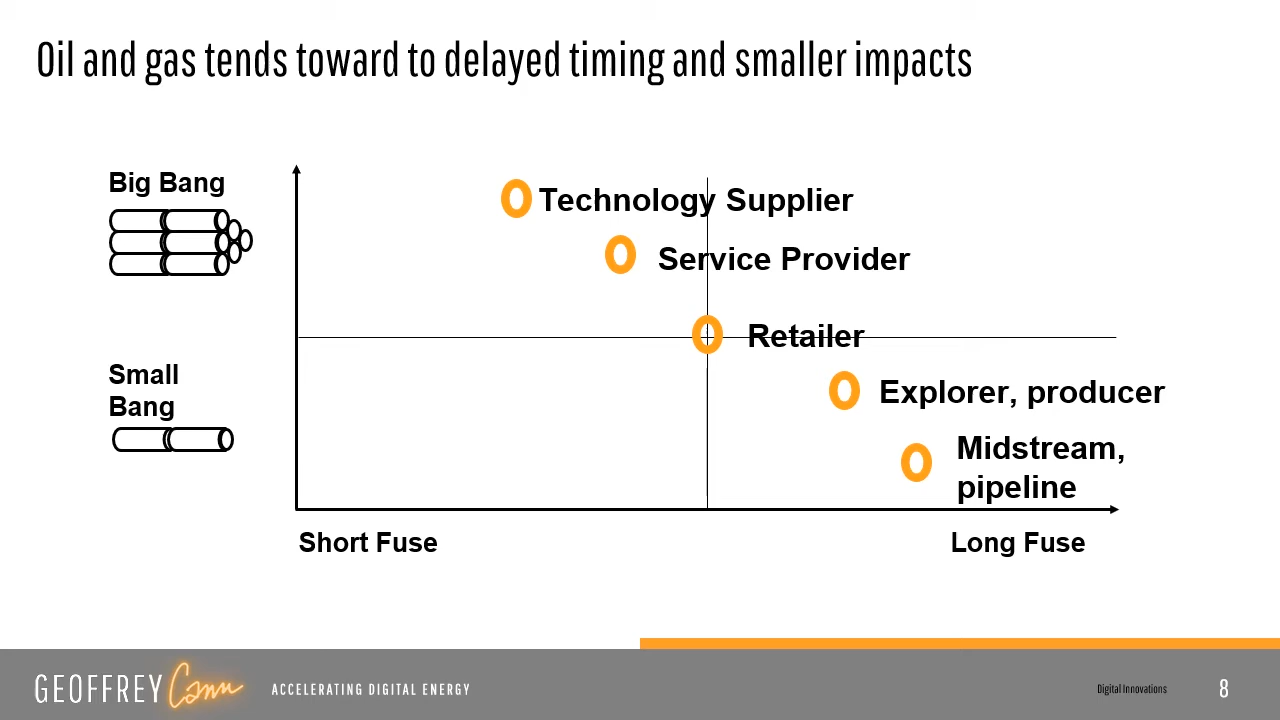 Oil and gas tends toward to delayed timing and smaller impacts
Big Bang
Technology Supplier
Service Provider
Retailer
Small
Bang
Explorer, producer
Midstream,
pipeline
Short Fuse
Long Fuse
GEOFFREY Cann
ACCELERATING DIGITAL ENERGY
Digital Innovations
8